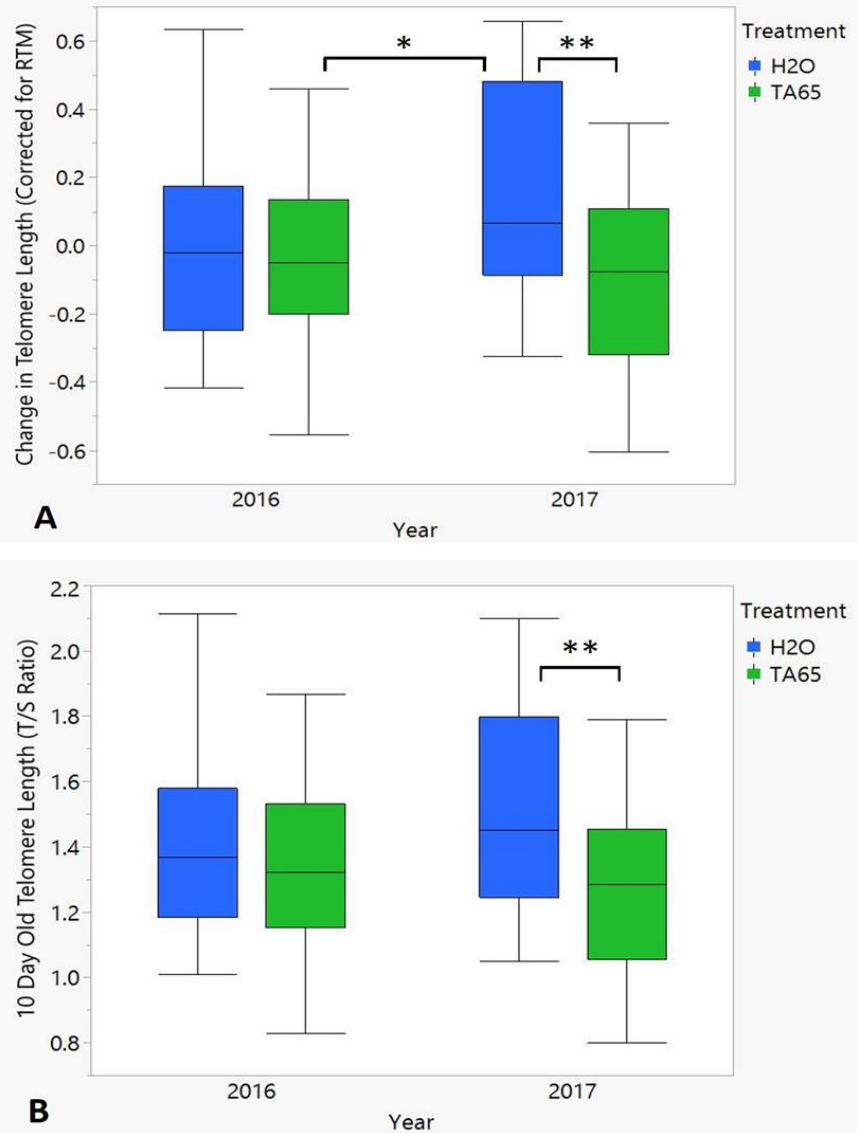 Change in Telomere Length (Corrected for RTM)
0.6
0.4
0.2
0.0
-0.2
-0.4
-0.6
*
**
2016
2017
Year
A
Treatment
H2O
TA65
10 Day Old Telomere Length (T/S Ratio)
2.2
2.0
1.8
1.6
1.4
1.2
1.0
0.8
**
2016
2017
Year
B
Treatment
H2O
TA65